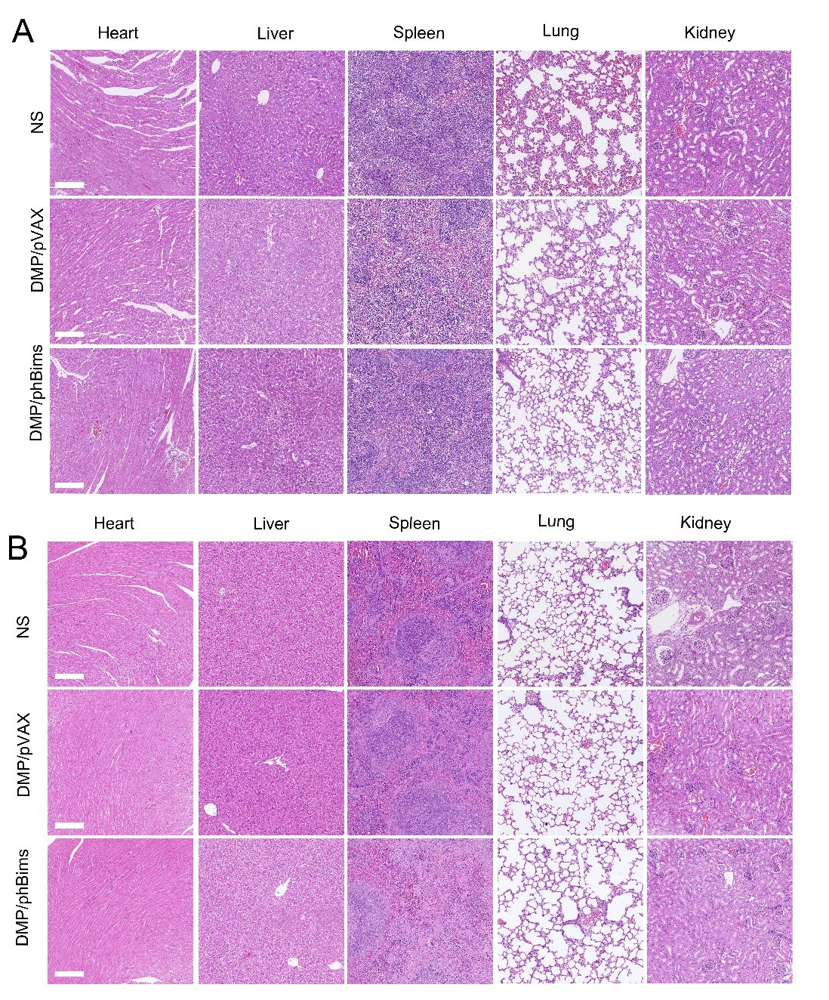 A
Heart Liver Spleen Lung Kidney
NS
DMP/pVAX
DMP/phBims
B
Heart Liver Spleen Lung Kidney
NS
DMP/pVAX
DMP/phBims